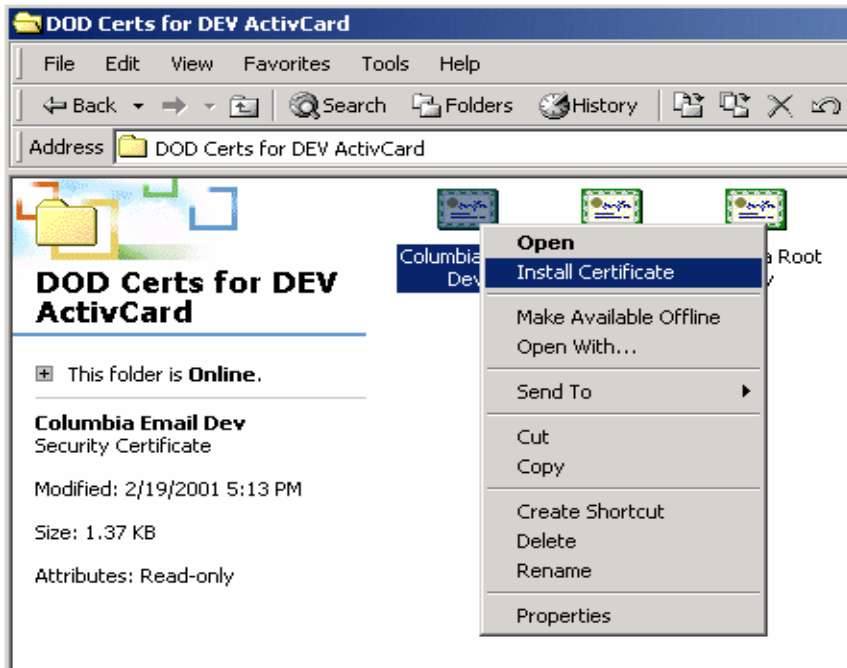 DOD Certs for DEV ActivCard
File Edit View Favorites Tools Help
Back Search Folders History
Address DOD Certs for DEV ActivCard
DOD Certs for DEV
ActivCard
This folder is Online.
Columbia Email Dev
Security Certificate
Modified: 2/19/2001 5:13 PM
Size: 1.37 KB
Attributes: Read-only
Columbia
Dev
Root
Open
Install Certificate
Make Available Offline
Open With...
Send To
Cut
Copy
Create Shortcut
Delete
Rename
Properties